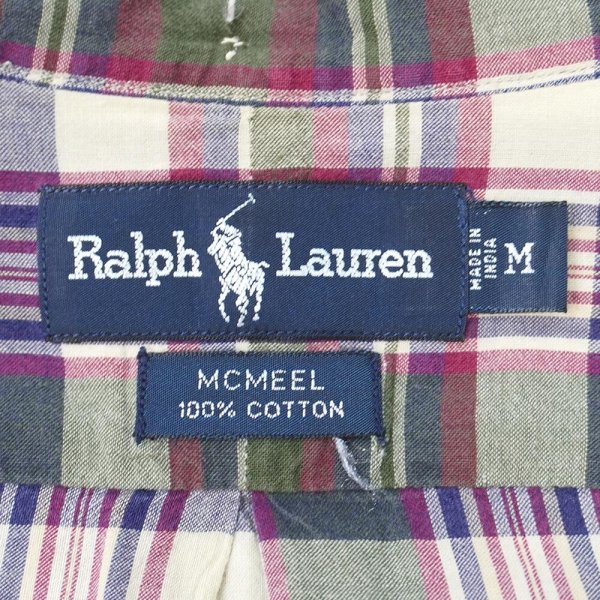 Ralph Lauren
MADE IN
INDIA
M
MCMEEL
100% COTTON